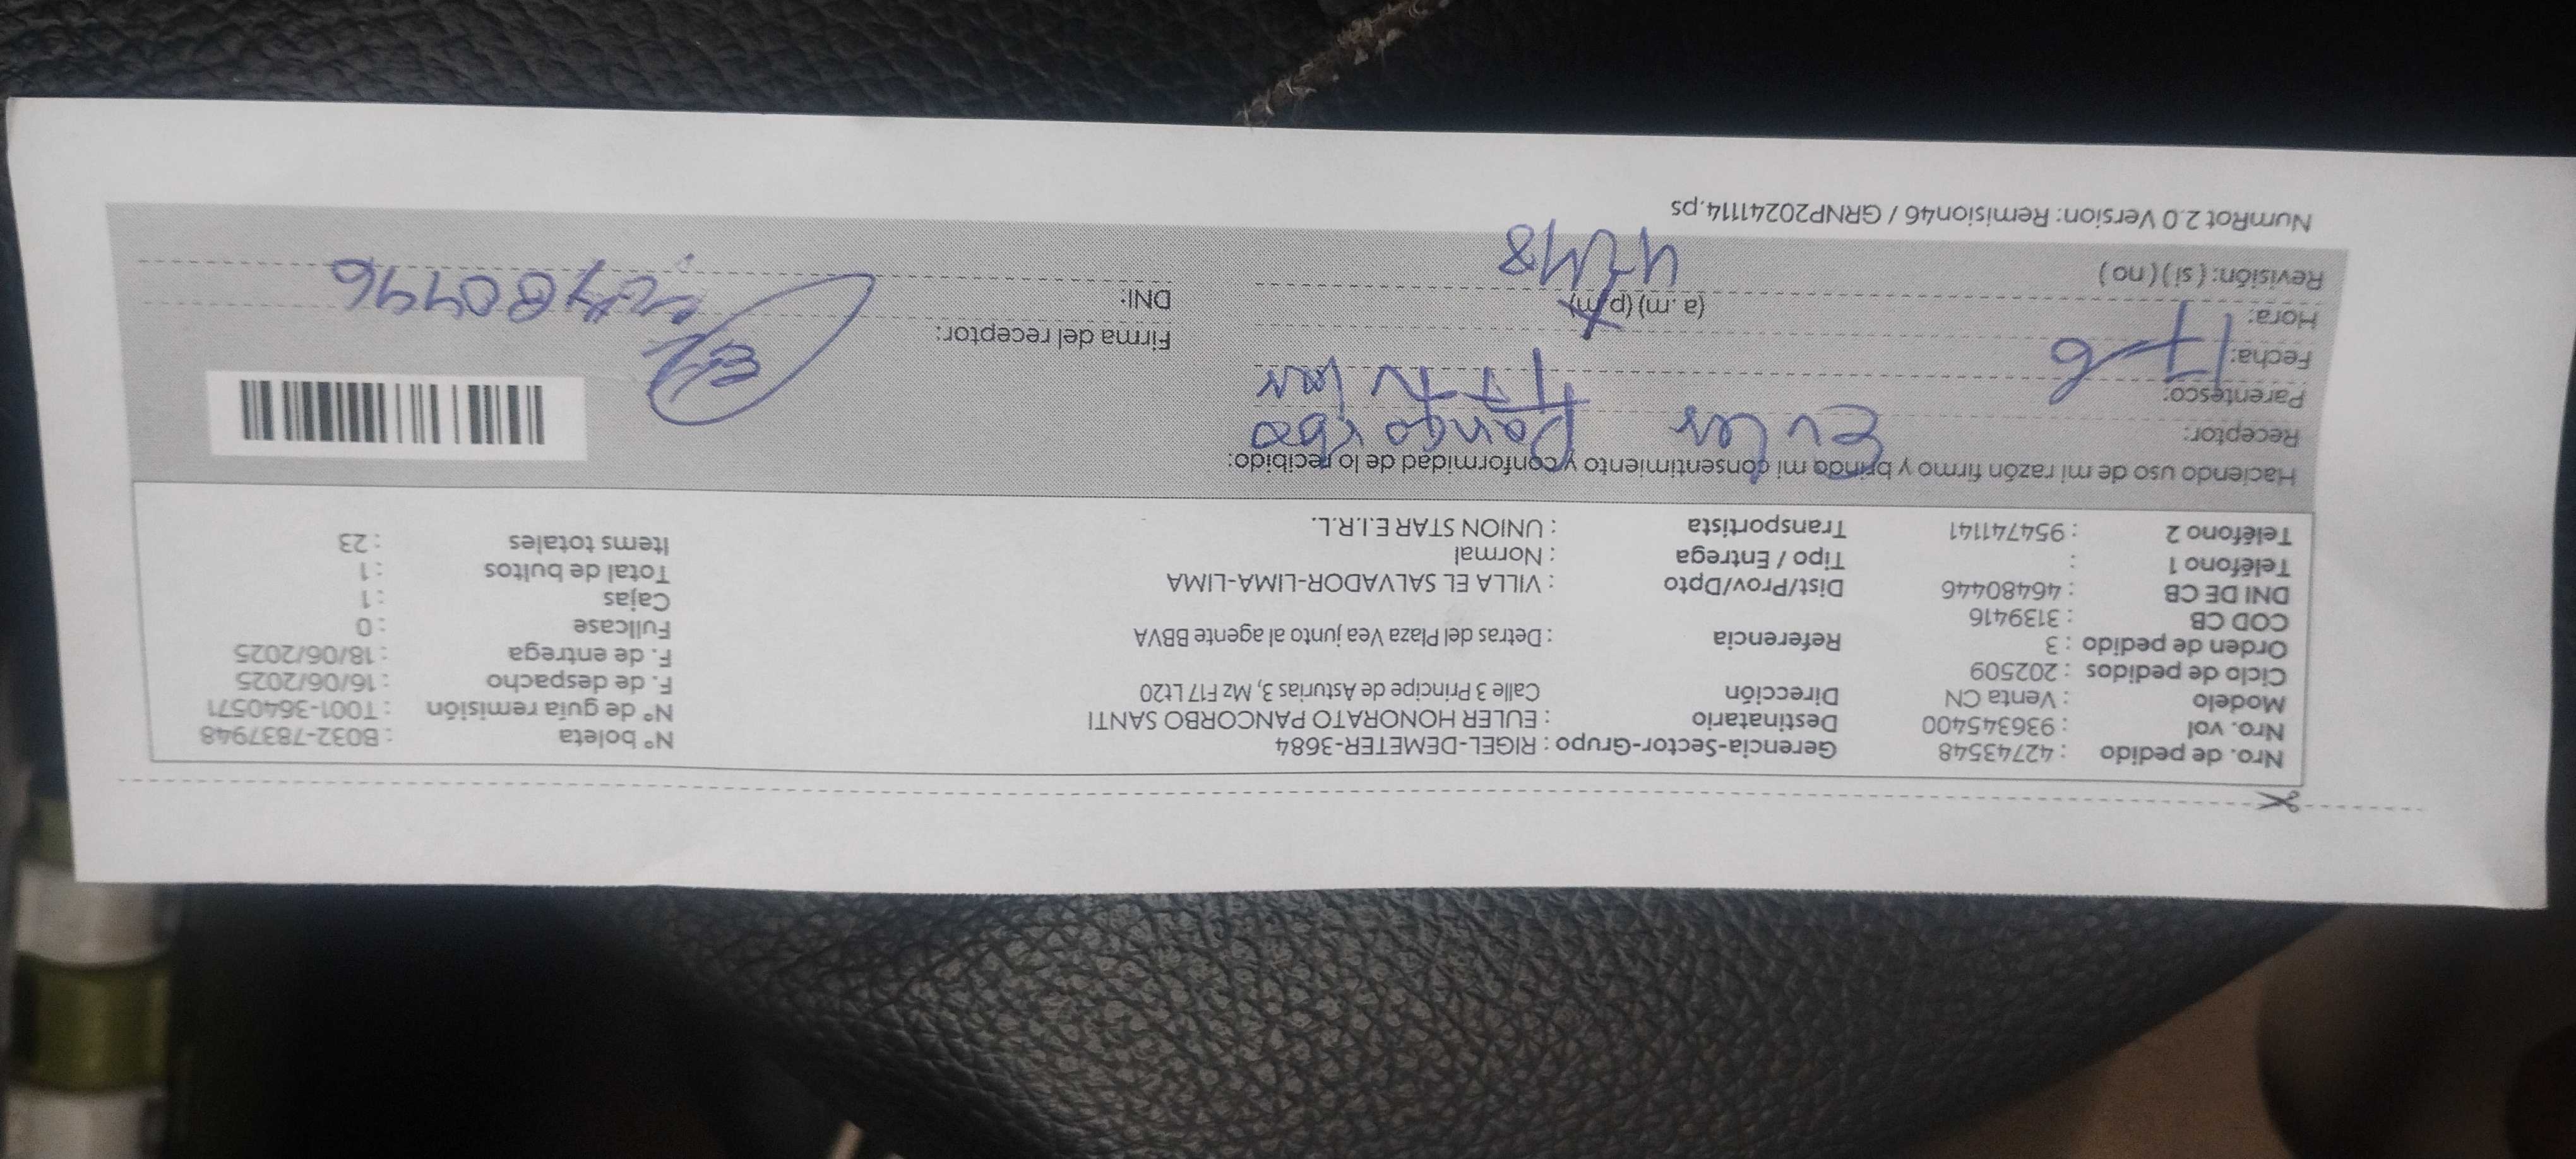 Nro. de pedido : 42743548 Gerencia-Sector-Grupo : RIGEL-DEMETER-3684 N° boleta : B032-7837948
Nro. vol : 936345400 Destinatario : EULER HONORATO PANCORBO SANTI N° de guía remisión : T001-3640571
Modelo : Venta CN Dirección Calle 3 Principe de Asturias 3, Mz F17 Lt20 F. de despacho : 16/06/2025
Ciclo de pedidos : 202509 F. de entrega : 18/06/2025
Orden de pedido : 3 Referencia : Detras del Plaza Vea junto al agente BBVA Fullcase : 0
COD CB : 3139416 Cajas : 1
DNI DE CB : 46480446 Dist/Prov/Dpto : VILLA EL SALVADOR-LIMA-LIMA Total de bultos : 1
Teléfono 1 : Tipo / Entrega : Normal Items totales : 23
Teléfono 2 : 954741141 Transportista : UNION STAR E.I.R.L.
Haciendo uso de mi razón firmo y brindo mi consentimiento y conformidad de lo recibido:
Receptor: Euler Pancorbo
Parentesco: Titular
Fecha: 17-6 Firma del receptor:
Hora: (a.m) (p.m) DNI:
Revisión: ( si ) ( no )
NumRot 2.0 Version: Remision46 / GRNP20241114.ps